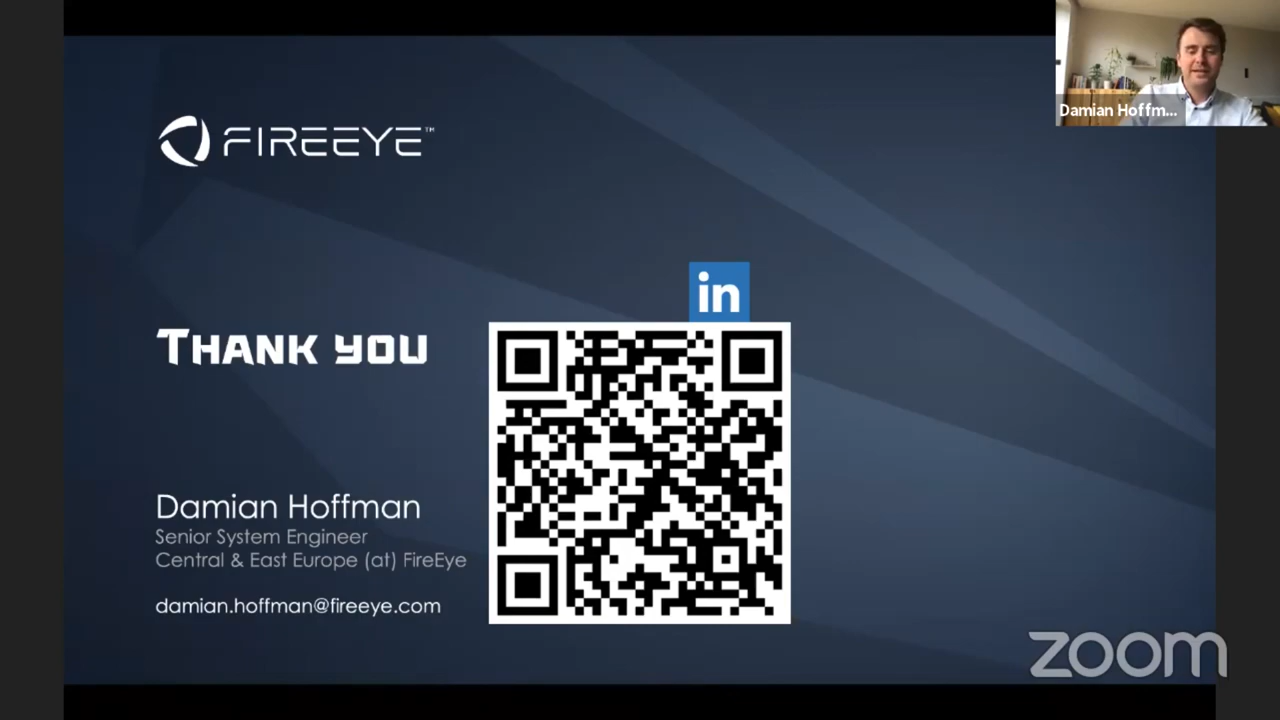 Damian Hoffm...
FIREEYE™
in
THANK YOU
Damian Hoffman
Senior System Engineer
Central & East Europe (at) FireEye
damian.hoffman@fireeye.com
zoom